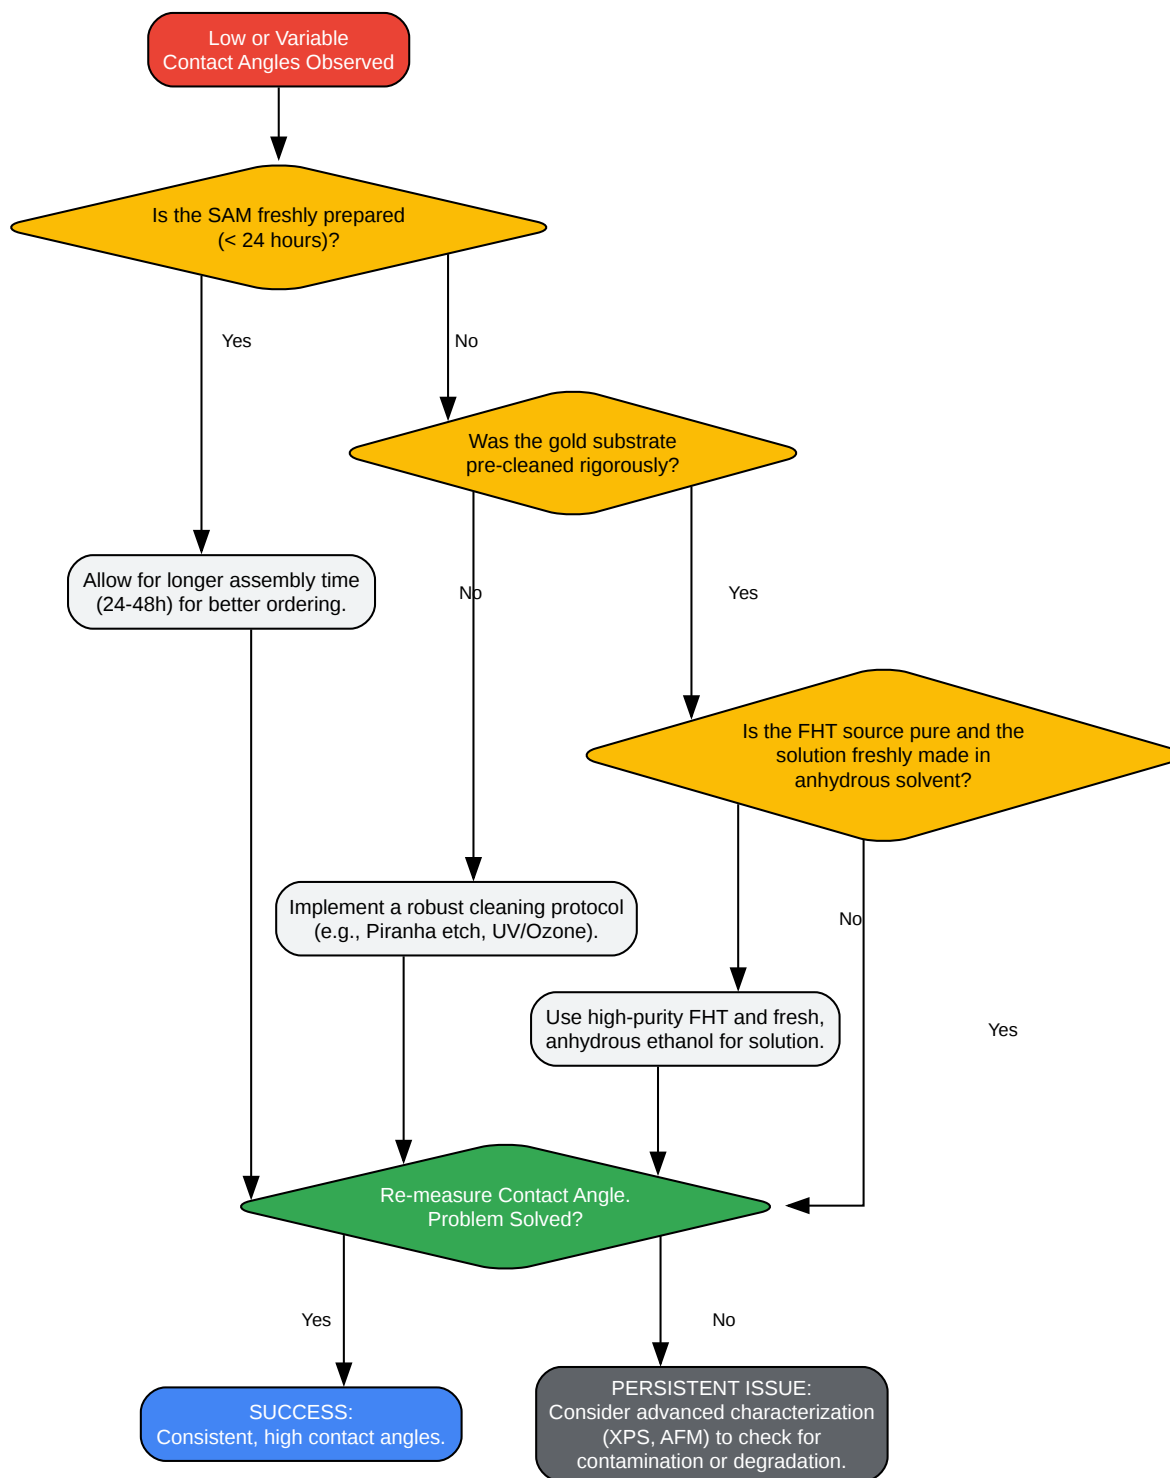 Low or Variable
Contact Angles Observed
Is the SAM freshly prepared
(< 24 hours)?
Yes
No
Was the gold substrate
pre-cleaned rigorously?
Allow for longer assembly time
(24-48h) for better ordering.
No
Yes
Is the FHT source pure and the
solution freshly made in
anhydrous solvent?
Implement a robust cleaning protocol
(e.g., Piranha etch, UV/Ozone).
No
Use high-purity FHT and fresh,
anhydrous ethanol for solution.
Yes
Re-measure Contact Angle.
Problem Solved?
Yes
No
SUCCESS:
Consistent, high contact angles.
PERSISTENT ISSUE:
Consider advanced characterization
(XPS, AFM) to check for
contamination or degradation.